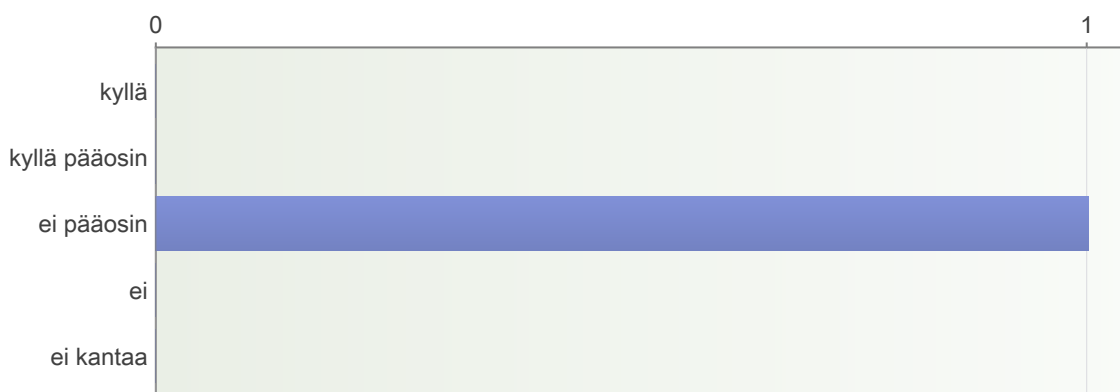 0 1
kyllä
kyllä pääosin
ei pääosin
ei
ei kantaa